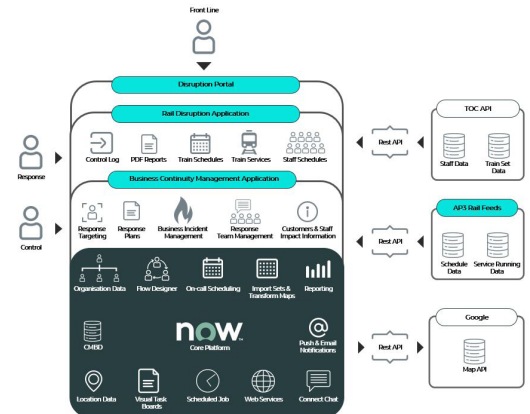 Front Line
Disruption Portal
Rail Disruption Application
Control Log
PDF Reports
Train Schedules
Train Services
Staff Schedules
Response
Business Continuity Management Application
Response
Targeting
Response
Plans
Business Incident
Management
Response
Team Management
Customers & Staff
Impact Information
Control
Organisation Data
Flow Designer
On-call Scheduling
Import Sets &
Transform Maps
Reporting
CMBD
now
Core Platform
Push & Email
Notifications
Location Data
Visual Task
Boards
Scheduled Job
Web Services
Connect Chat
Rest API
TOC API
Staff Data
Train Set
Data
Rest API
AP3 Rail Feeds
Schedule
Data
Service Running
Data
Rest API
Google
Map API